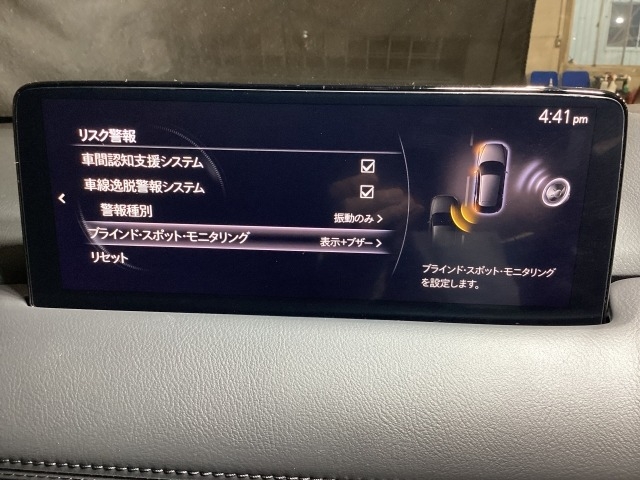 4:41pm
リスク警報
車間認知支援システム
車線逸脱警報システム
警報種別 振動のみ
ブラインド・スポット・モニタリング 表示+ブザー
リセット
ブラインド・スポット・モニタリング
を設定します。